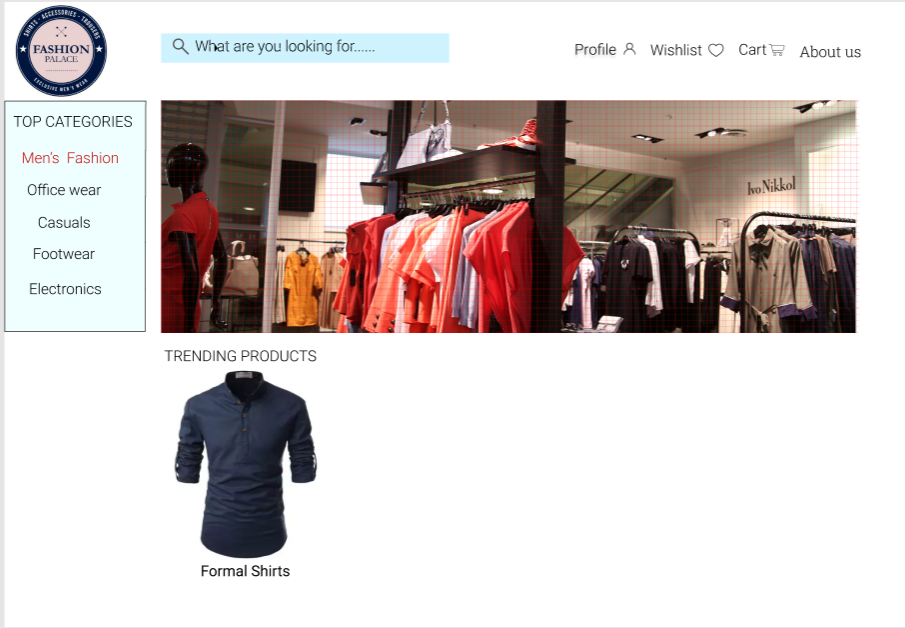 SHIRTS - ACCESSORIES - TROUSERS
FASHION
PALACE
EXCLUSIVE MEN'S WEAR
What are you looking for......
Profile
Wishlist
Cart
About us
TOP CATEGORIES
Men's Fashion
Office wear
Casuals
Footwear
Electronics
Ivo Nikkol
TRENDING PRODUCTS
Formal Shirts